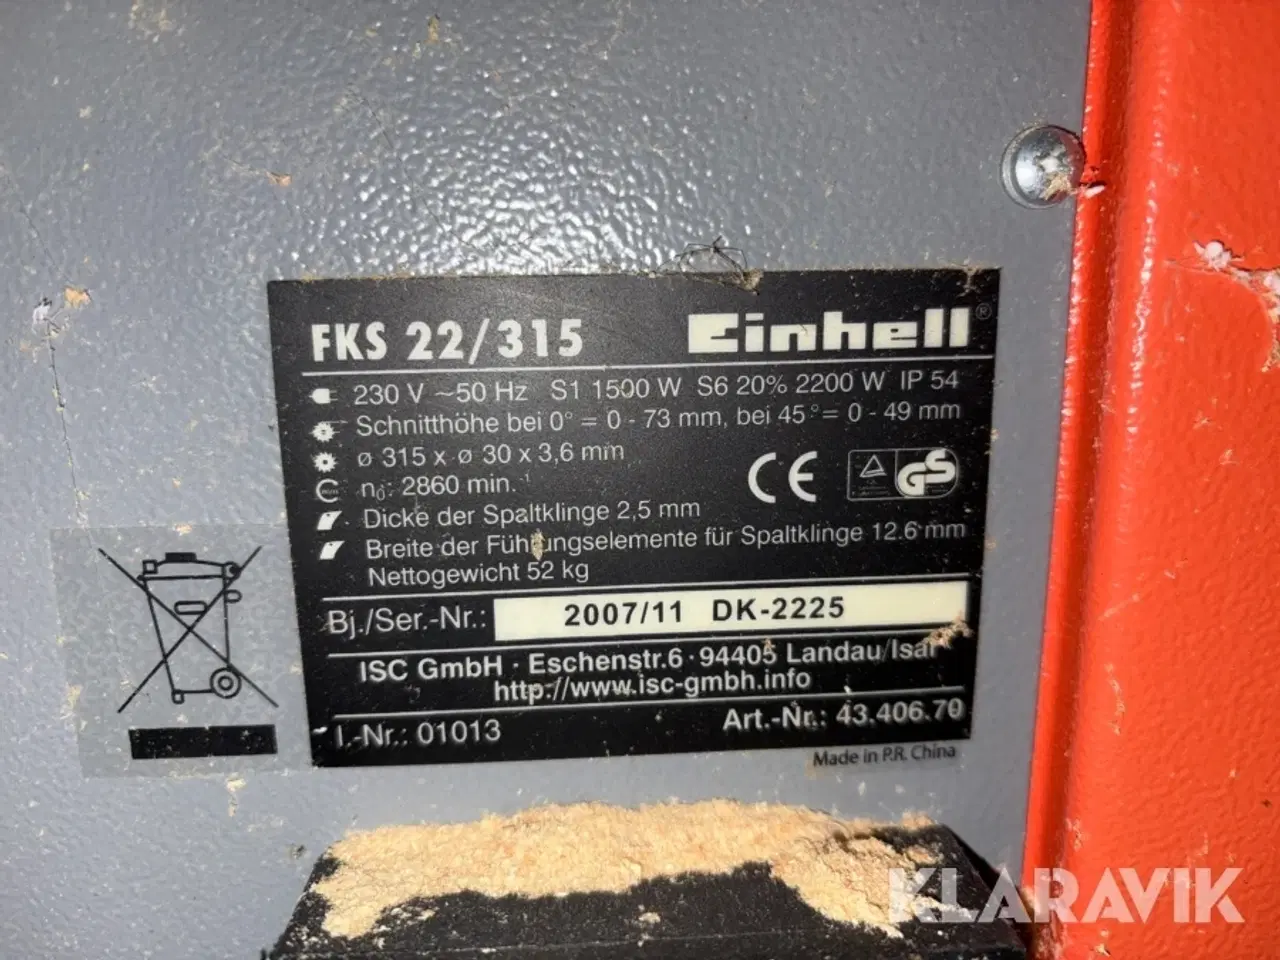 FKS 22/315 Einhell®
230 V ~50 Hz S1 1500 W S6 20% 2200 W IP 54
Schnitthöhe bei 0° = 0 - 73 mm, bei 45° = 0 - 49 mm
ø 315 x ø 30 x 3,6 mm
n₀: 2860 min.⁻¹
CE GS
Dicke der Spaltklinge 2,5 mm
Breite der Führungselemente für Spaltklinge 12.6 mm
Nettogewicht 52 kg
Bj./Ser.-Nr.: 2007/11 DK-2225
ISC GmbH · Eschenstr.6 · 94405 Landau/Isar
http://www.isc-gmbh.info
I.-Nr.: 01013 Art.-Nr.: 43.406.70
Made in P.R. China
KLARAVIK